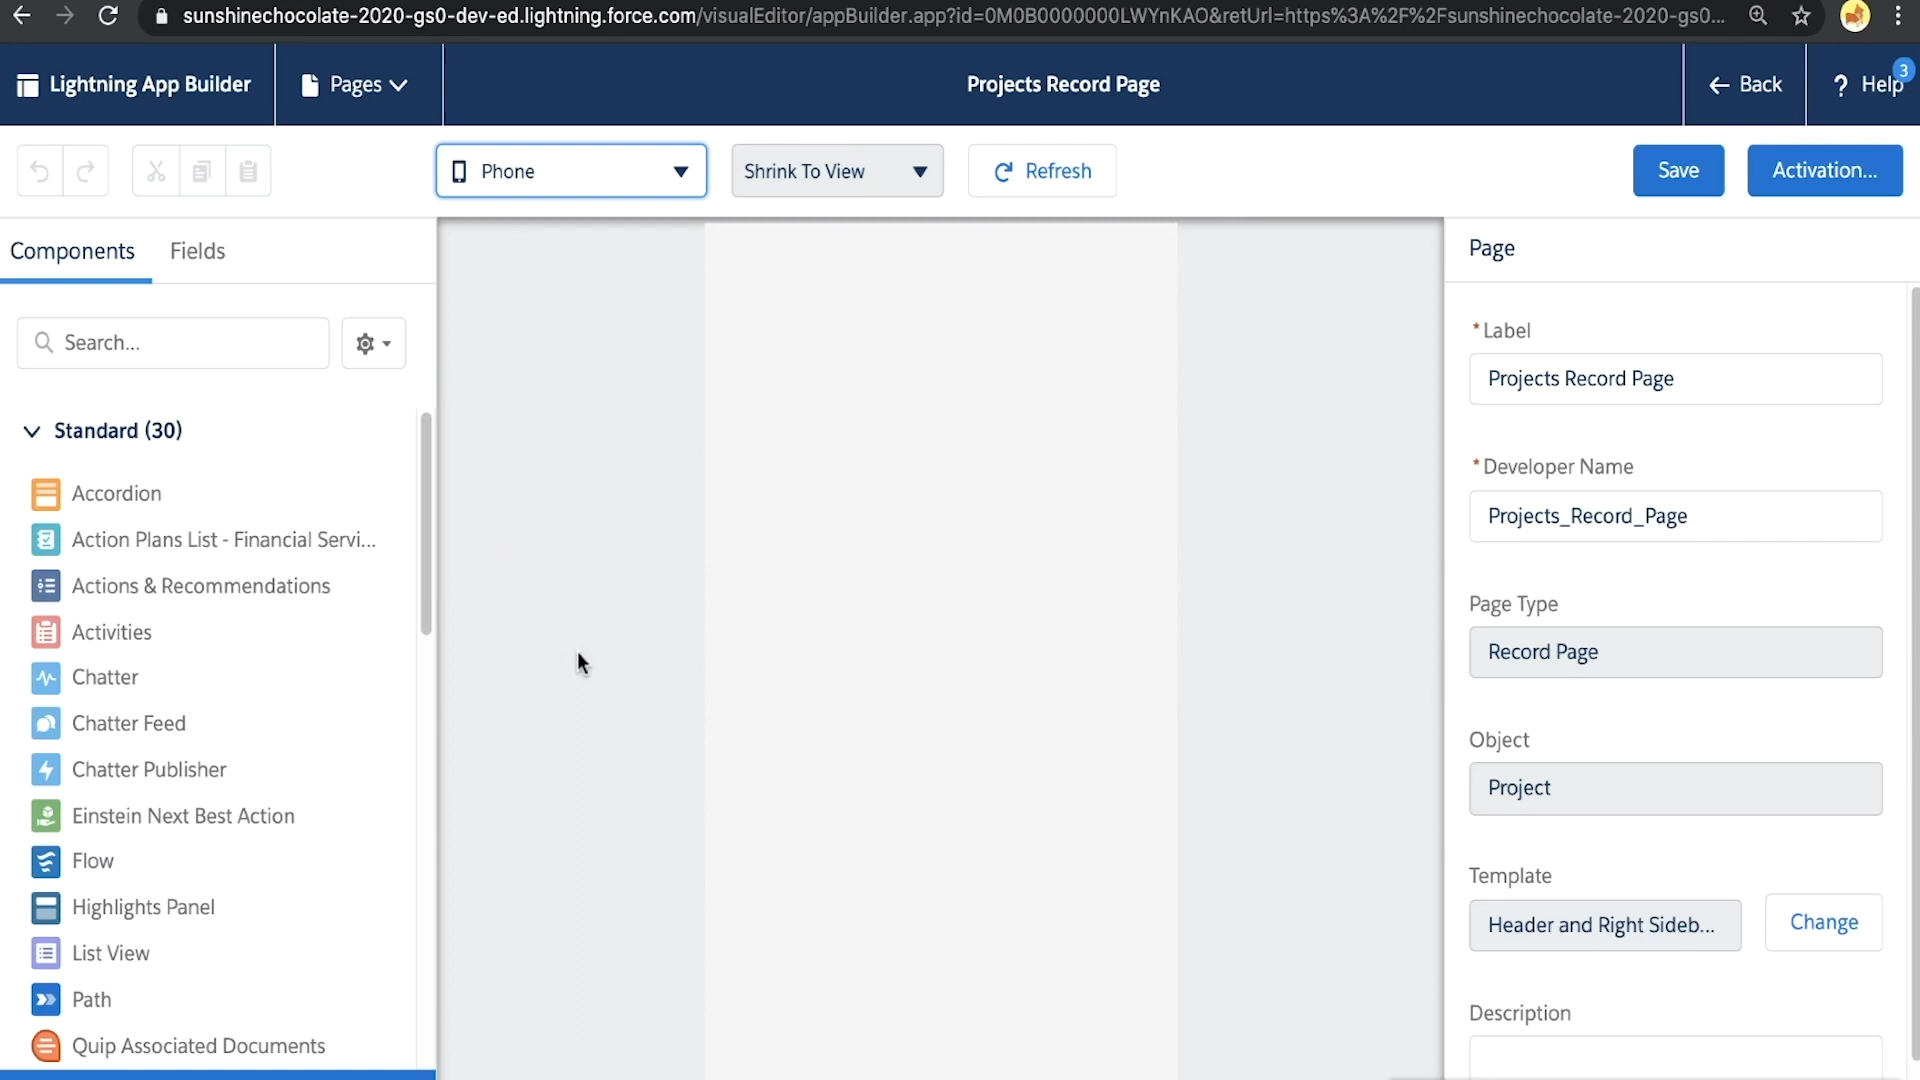 sunshinechocolate-2020-gs0-dev-ed.lightning.force.com/visualEditor/appBuilder.app?id=0M0B0000000LWYnKAO&retUrl=https%3A%2F%2Fsunshinechocolate-2020-gs0...
Lightning App Builder
Pages
Projects Record Page
Back
? Help
3
Phone
Shrink To View
Refresh
Save
Activation...
Components
Fields
Search...
Standard (30)
Accordion
Action Plans List - Financial Servi...
Actions & Recommendations
Activities
Chatter
Chatter Feed
Chatter Publisher
Einstein Next Best Action
Flow
Highlights Panel
List View
Path
Quip Associated Documents
Page
*Label
Projects Record Page
*Developer Name
Projects_Record_Page
Page Type
Record Page
Object
Project
Template
Header and Right Sideb...
Change
Description